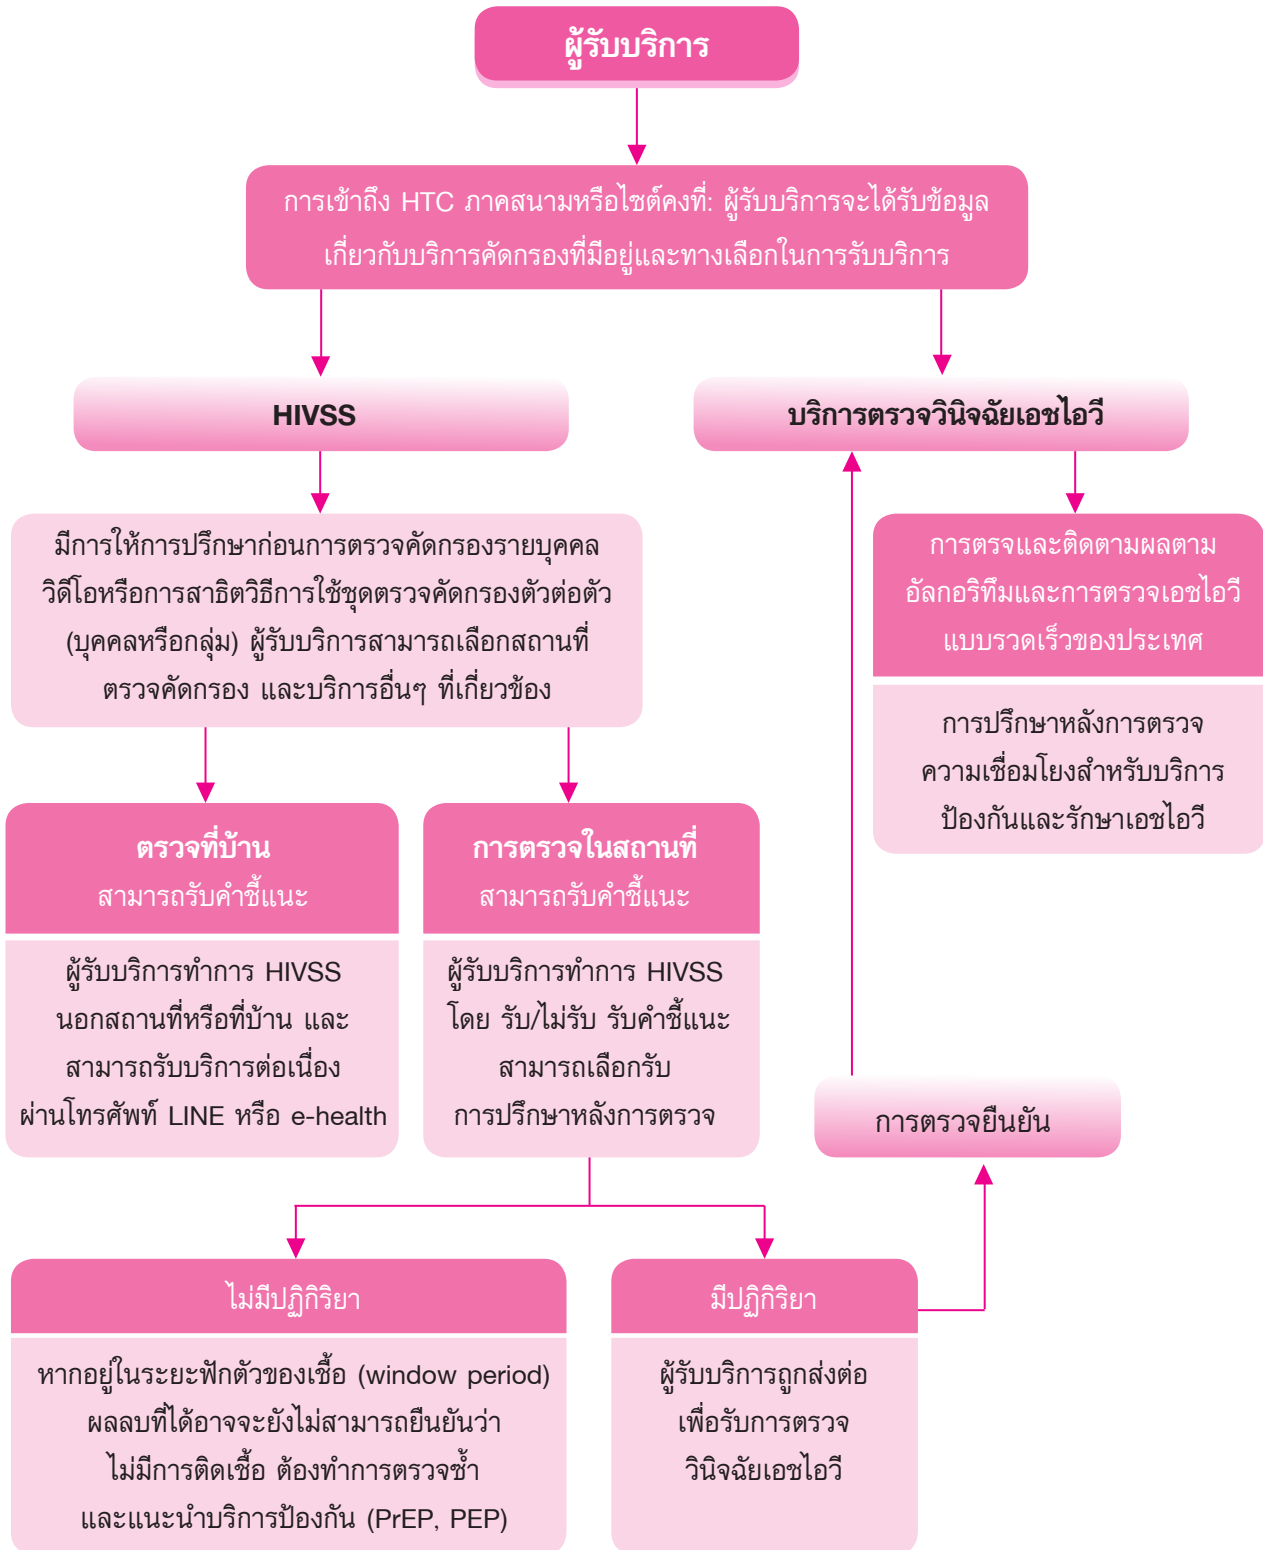 ผู้รับบริการ
การเข้าถึง HTC ภาคสนามหรือไซต์คงที่: ผู้รับบริการจะได้รับข้อมูล
เกี่ยวกับบริการคัดกรองที่มีอยู่และทางเลือกในการรับบริการ
HIVSS
บริการตรวจวินิจฉัยเอชไอวี
มีการให้การปรึกษาก่อนการตรวจคัดกรองรายบุคคล
วิดีโอหรือการสาธิตวิธีการใช้ชุดตรวจคัดกรองตัวต่อตัว
(บุคคลหรือกลุ่ม) ผู้รับบริการสามารถเลือกสถานที่
ตรวจคัดกรอง และบริการอื่นๆ ที่เกี่ยวข้อง
การตรจและติดตามผลตาม
อัลกอริทึมและการตรวจเอชไอวี
แบบรวดเร็วของประเทศ
การปรึกษาหลังการตรวจ
ความเชื่อมโยงสำหรับบริการ
ป้องกันและรักษาเอชไอวี
ตรวจที่บ้าน
สามารถรับคำชี้แนะ
ผู้รับบริการทำการ HIVSS
นอกสถานที่หรือที่บ้าน และ
สามารถรับบริการต่อเนื่อง
ผ่านโทรศัพท์ LINE หรือ e-health
การตรวจในสถานที่
สามารถรับคำชี้แนะ
ผู้รับบริการทำการ HIVSS
โดย รับ/ไม่รับ รับคำชี้แนะ
สามารถเลือกรับ
การปรึกษาหลังการตรวจ
การตรวจยืนยัน
ไม่มีปฏิกิริยา
หากอยู่ในระยะฟักตัวของเชื้อ (window period)
ผลลบที่ได้อาจจะยังไม่สามารถยืนยันว่า
ไม่มีการติดเชื้อ ต้องทำการตรวจซ้ำ
และแนะนำบริการป้องกัน (PrEP, PEP)
มีปฏิกิริยา
ผู้รับบริการถูกส่งต่อ
เพื่อรับการตรวจ
วินิจฉัยเอชไอวี